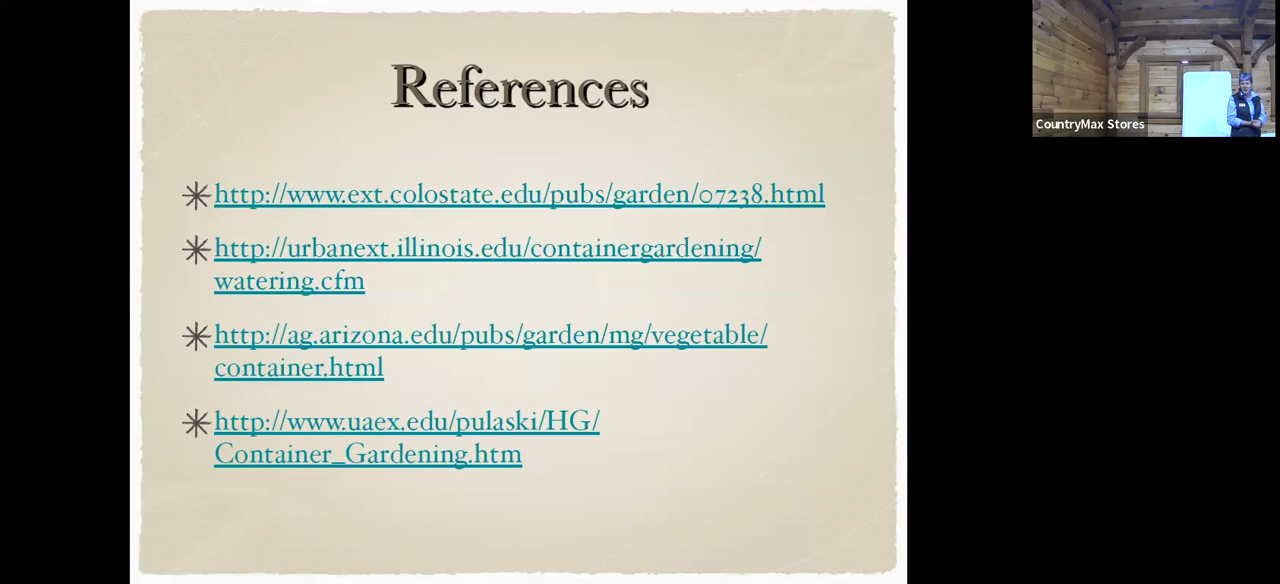 References
http://www.ext.colostate.edu/pubs/garden/07238.html
http://urbanext.illinois.edu/containergardening/
watering.cfm
http://ag.arizona.edu/pubs/garden/mg/vegetable/
container.html
http://www.uaex.edu/pulaski/HG/
Container_Gardening.htm
CountryMax Stores